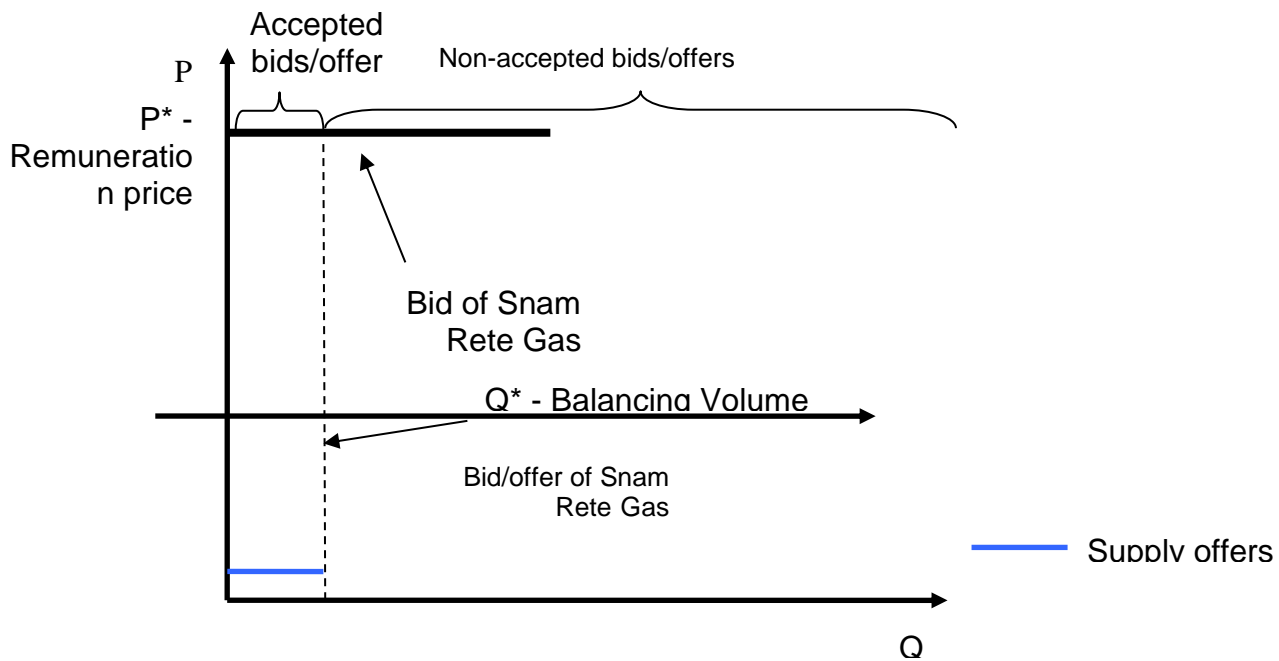 Accepted
bids/offer
Non-accepted bids/offers
P
P* -
Remuneratio
n price
Bid of Snam
Rete Gas
Q* - Balancing Volume
Bid/offer of Snam
Rete Gas
Supply offers
Q